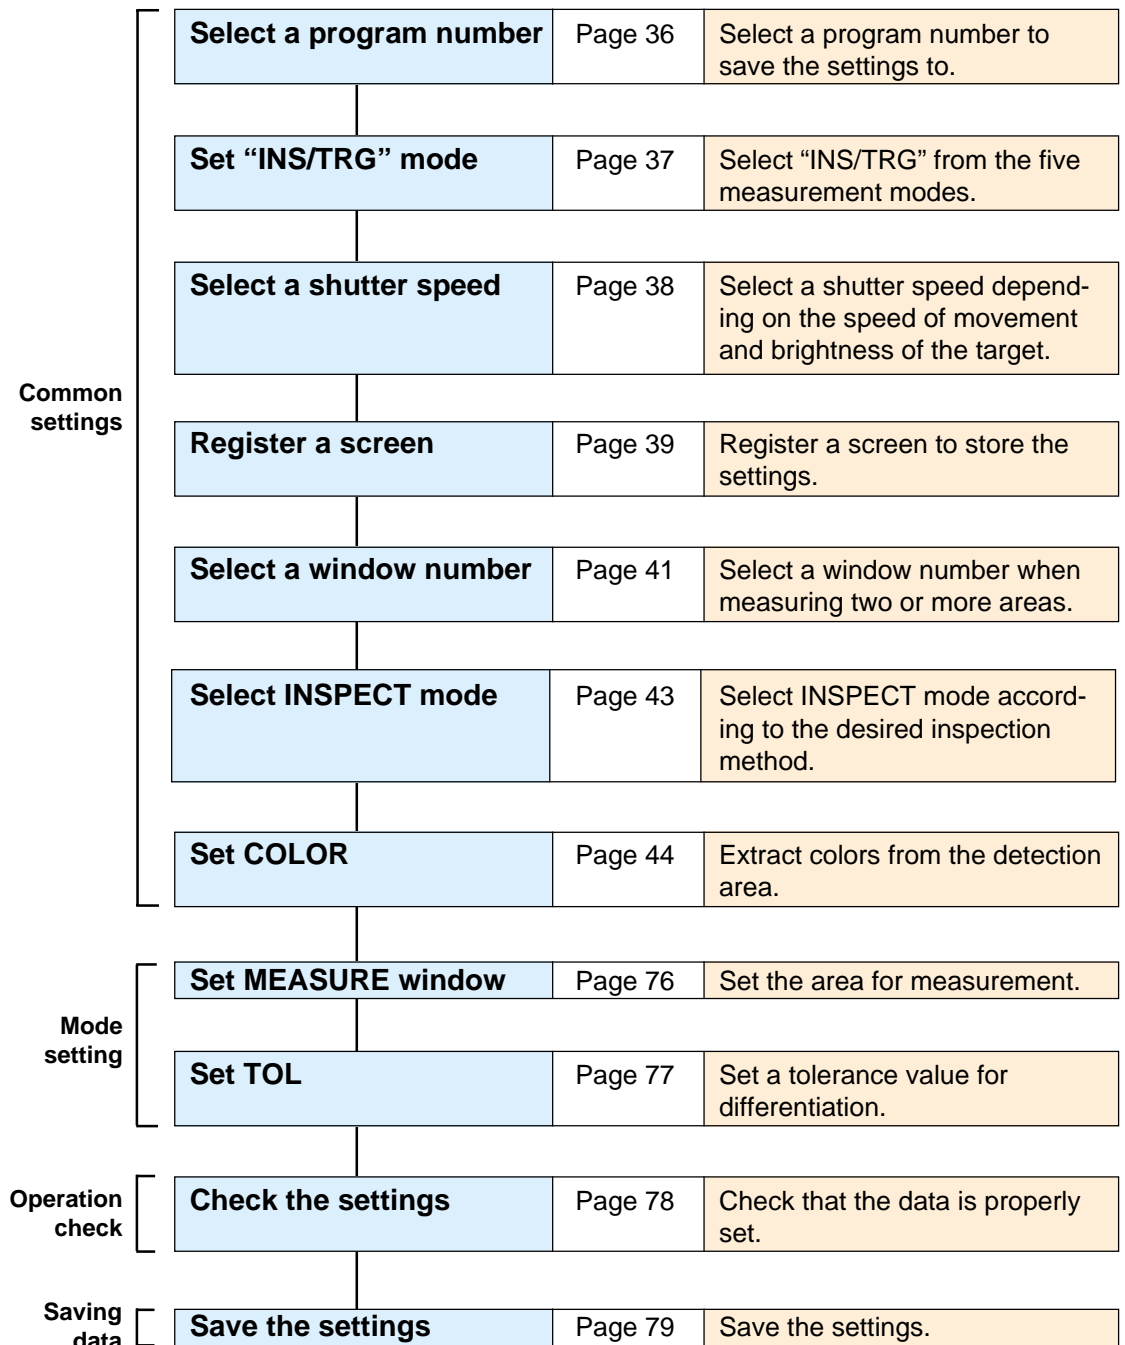 Select a program number
Page 36
Select a program number to
save the settings to.
Set “INS/TRG” mode
Page 37
Select “INS/TRG” from the five
measurement modes.
Select a shutter speed
Page 38
Select a shutter speed depend-
ing on the speed of movement
and brightness of the target.
Common
settings
Register a screen
Page 39
Register a screen to store the
settings.
Select a window number
Page 41
Select a window number when
measuring two or more areas.
Select INSPECT mode
Page 43
Select INSPECT mode accord-
ing to the desired inspection
method.
Set COLOR
Page 44
Extract colors from the detection
area.
Mode
setting
Set MEASURE window
Page 76
Set the area for measurement.
Set TOL
Page 77
Set a tolerance value for
differentiation.
Operation
check
Check the settings
Page 78
Check that the data is properly
set.
Saving
data
Save the settings
Page 79
Save the settings.